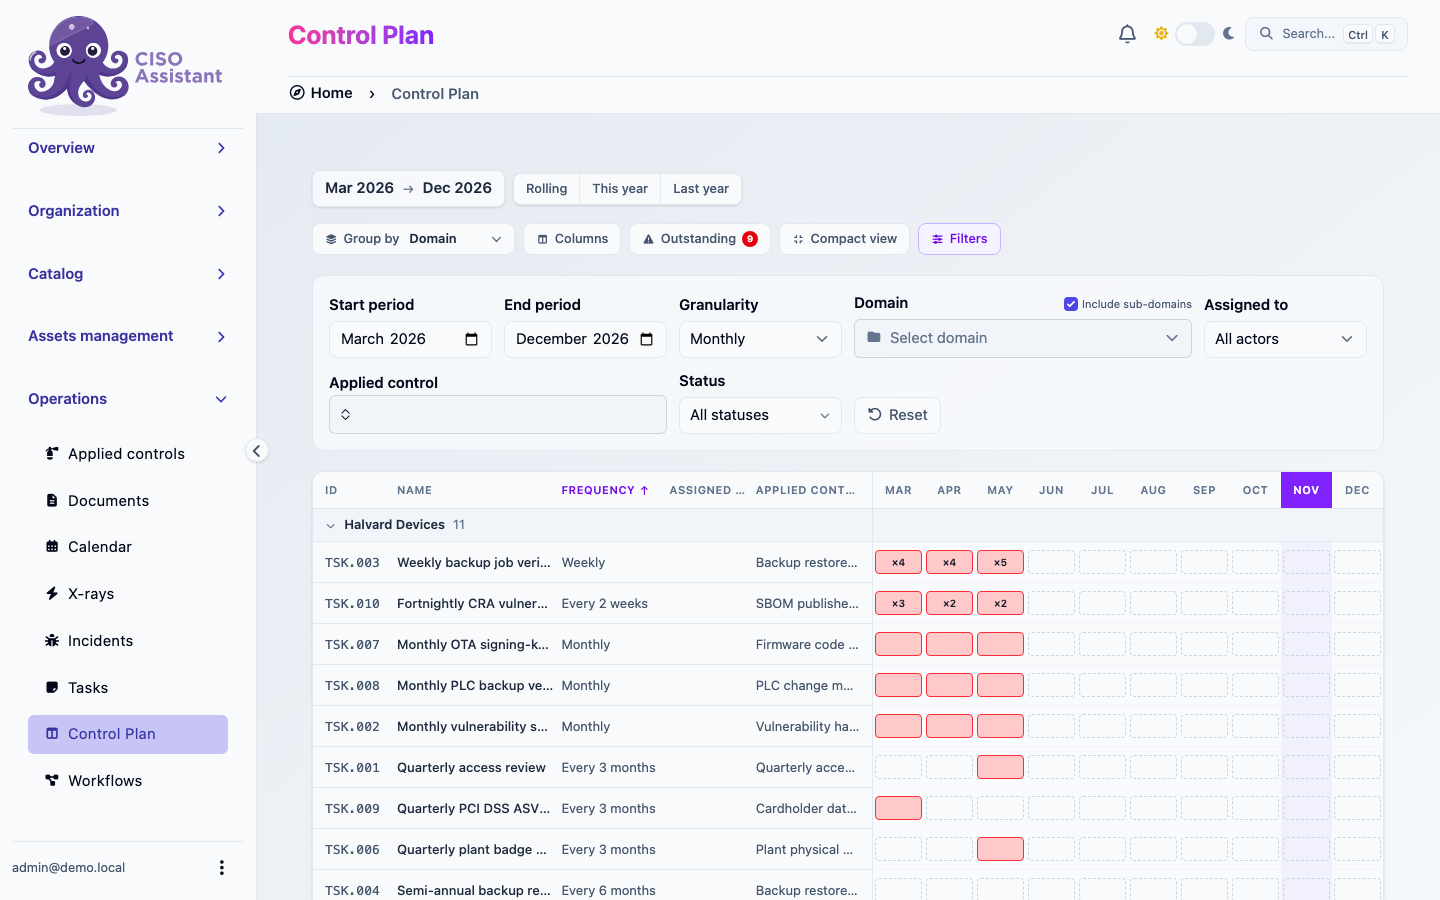 CISO
Assistant
Control Plan
Search...
Ctrl
K
Home
Control Plan
Overview
Organization
Catalog
Assets management
Operations
Applied controls
Documents
Calendar
X-rays
Incidents
Tasks
Control Plan
Workflows
admin@demo.local
Mar 2026 → Dec 2026
Rolling
This year
Last year
Group by Domain
Columns
Outstanding 9
Compact view
Filters
Start period
March 2026
End period
December 2026
Granularity
Monthly
Domain
Include sub-domains
Select domain
Assigned to
All actors
Applied control
Status
All statuses
Reset
ID NAME FREQUENCY ↑ ASSIGNED ... APPLIED CONT... MAR APR MAY JUN JUL AUG SEP OCT NOV DEC
Halvard Devices 11
TSK.003 Weekly backup job veri... Weekly Backup restore... ×4 ×4 ×5
TSK.010 Fortnightly CRA vulner... Every 2 weeks SBOM publishe... ×3 ×2 ×2
TSK.007 Monthly OTA signing-k... Monthly Firmware code ...
TSK.008 Monthly PLC backup ve... Monthly PLC change m...
TSK.002 Monthly vulnerability s... Monthly Vulnerability ha...
TSK.001 Quarterly access review Every 3 months Quarterly acce...
TSK.009 Quarterly PCI DSS ASV... Every 3 months Cardholder dat...
TSK.006 Quarterly plant badge ... Every 3 months Plant physical ...
TSK.004 Semi-annual backup re... Every 6 months Backup restore...